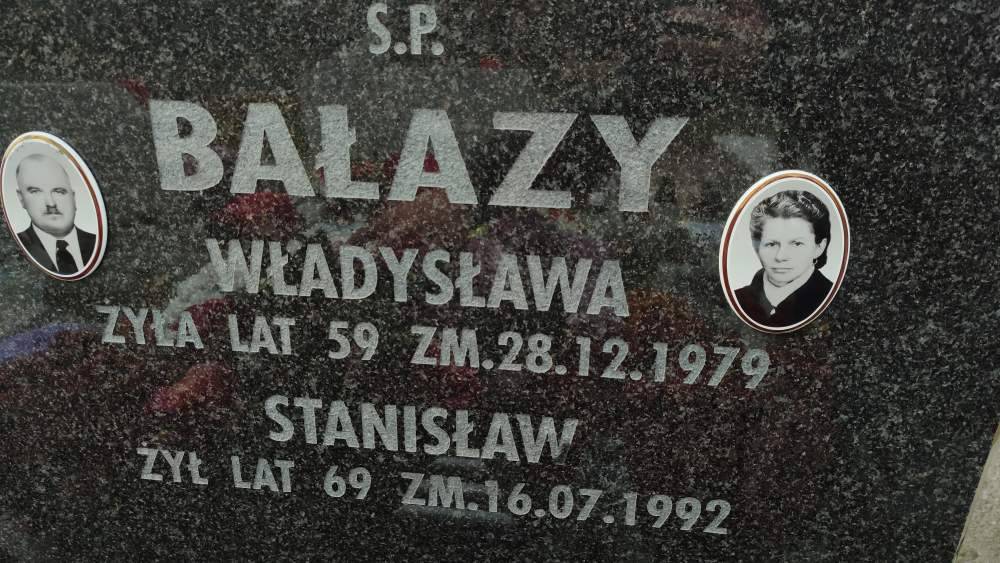 S.P.
BAŁAZY
WŁADYSŁAWA
ŻYŁA LAT 59 ZM.28.12.1979
STANISŁAW
ŻYŁ LAT 69 ZM.16.07.1992